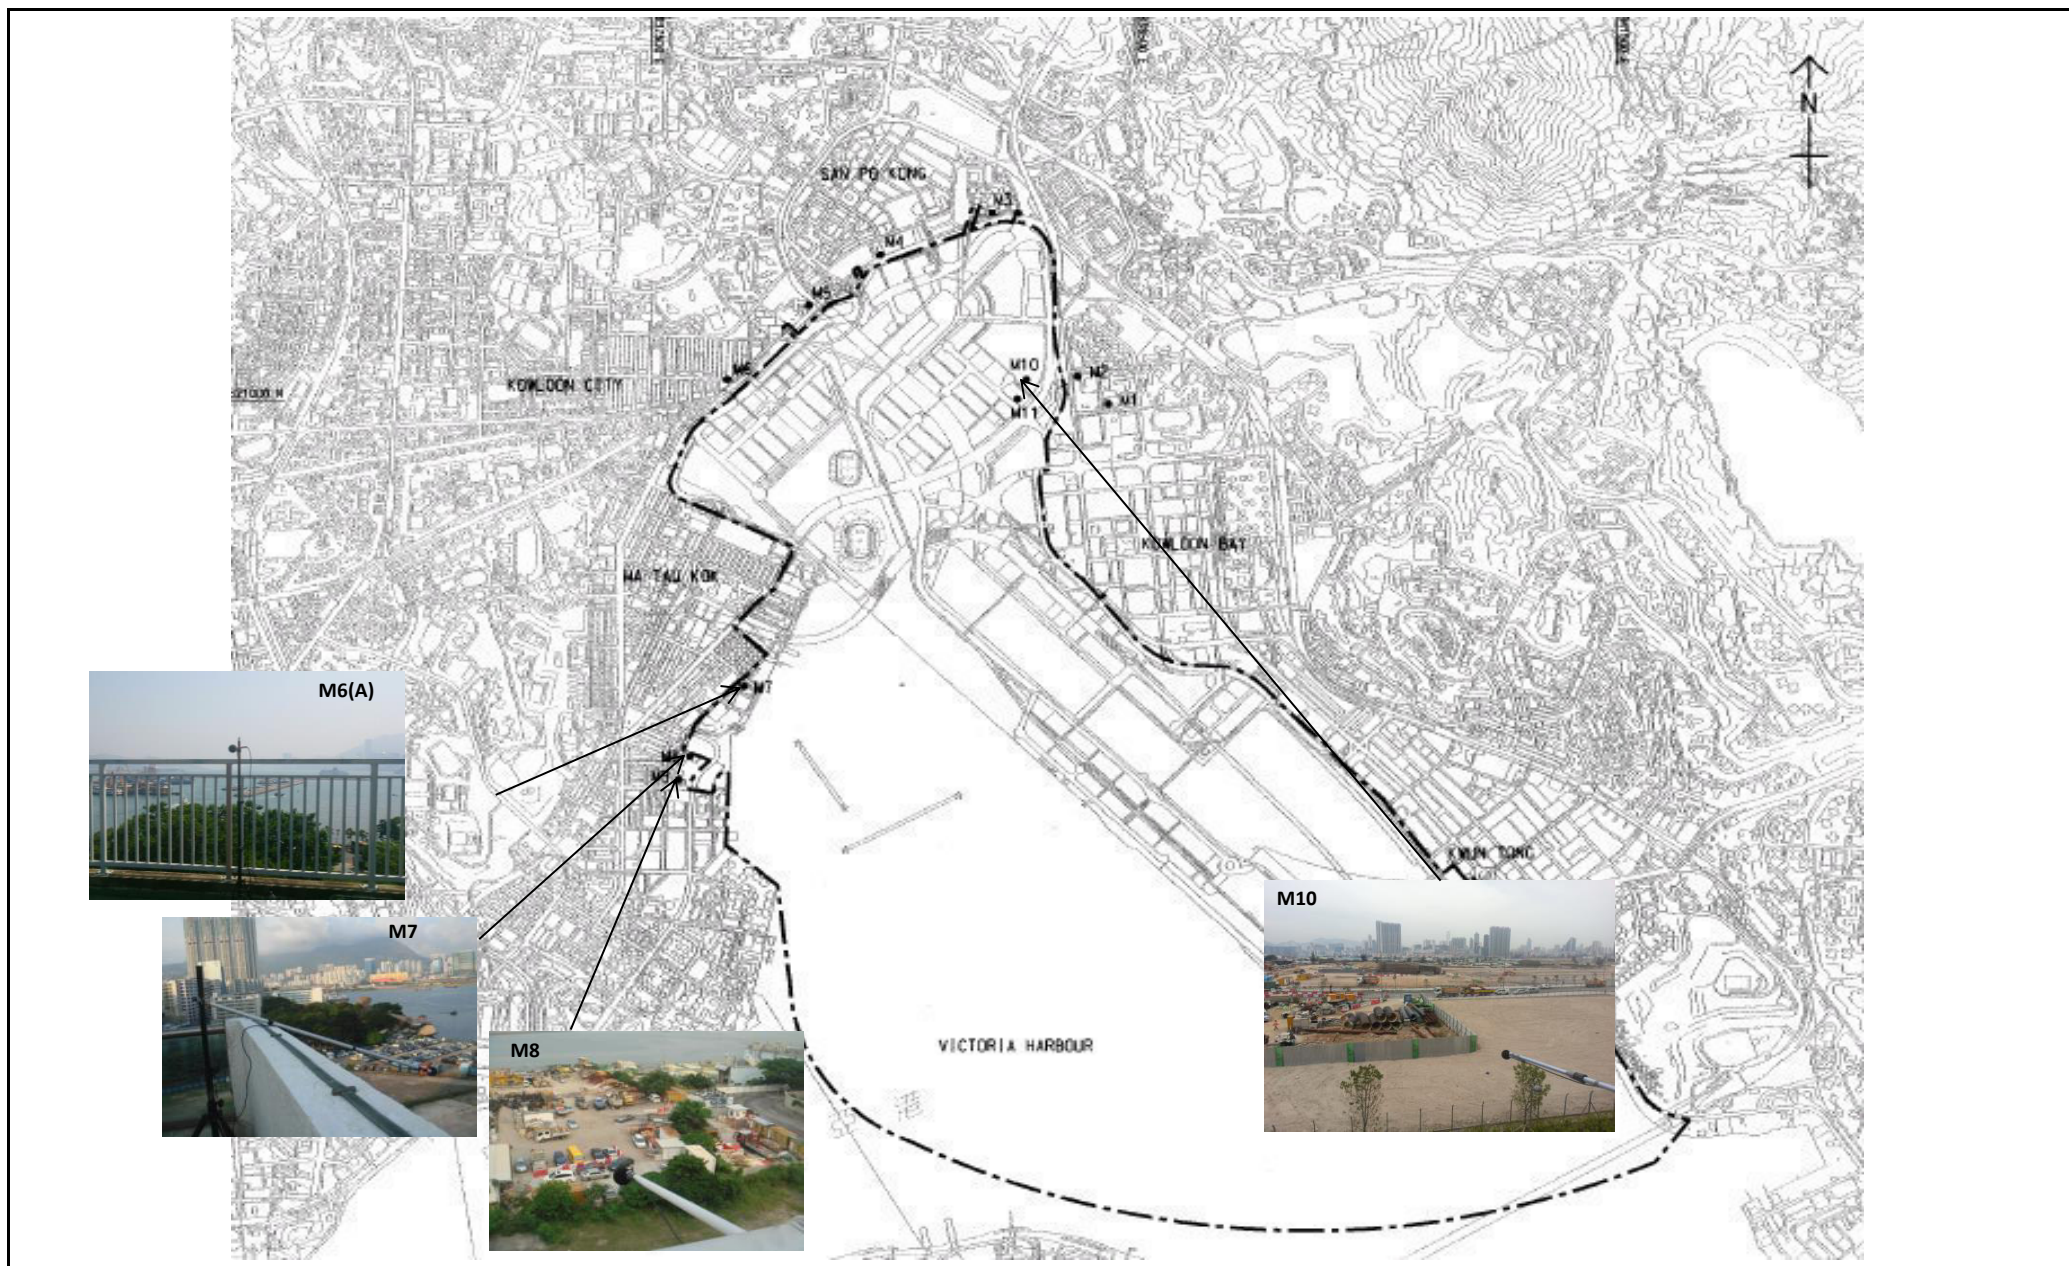 N
SAN PO KONG
M3
M4
M5
M6
KOWLOON CITY
M10
M2
M11
M1
KOWLOON BAY
MA TAU KOK
M7
M6(A)
KWUN TONG
M10
M7
M8
VICTORIA HARBOUR
港